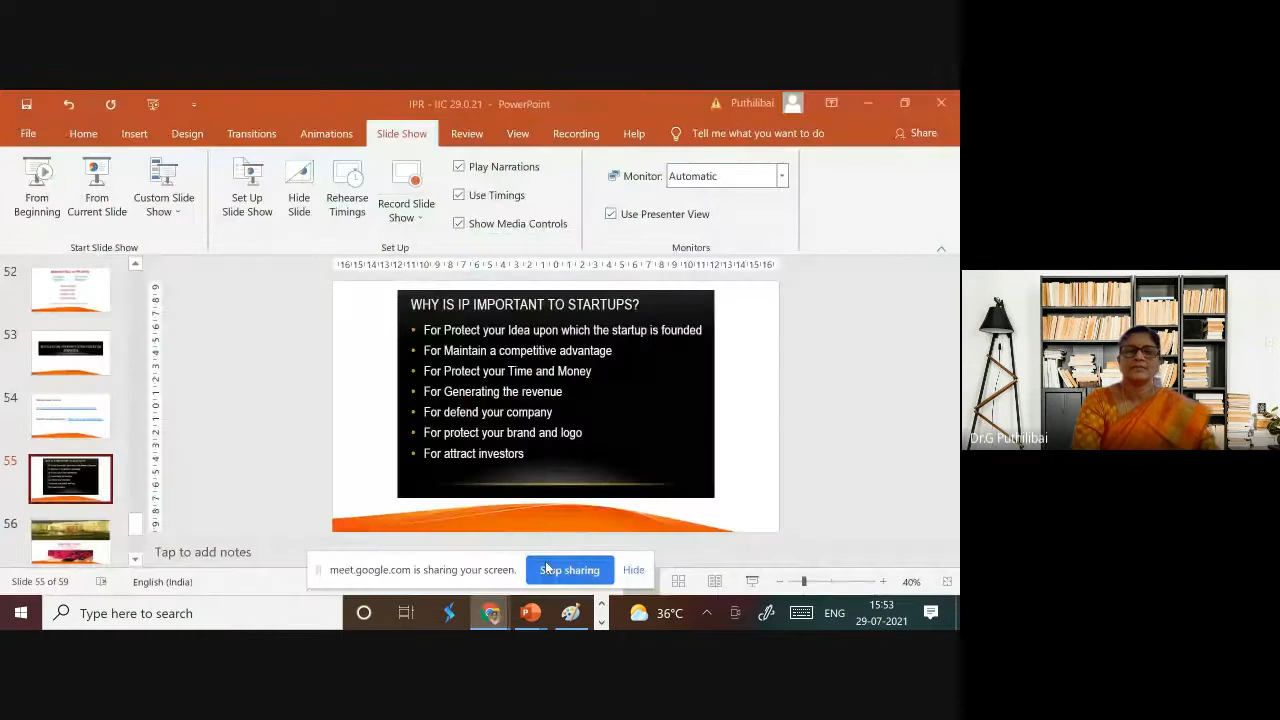 IPR - IIC 29.0.21 - PowerPoint
Puthilibai
File Home Insert Design Transitions Animations Slide Show Review View Recording Help Tell me what you want to do Share
From Beginning
From Current Slide
Custom Slide Show
Set Up Slide Show
Hide Slide
Rehearse Timings
Record Slide Show
Play Narrations
Use Timings
Show Media Controls
Monitor: Automatic
Use Presenter View
Start Slide Show
Set Up
Monitors
52
53
54
55
56
WHY IS IP IMPORTANT TO STARTUPS?
• For Protect your Idea upon which the startup is founded
• For Maintain a competitive advantage
• For Protect your Time and Money
• For Generating the revenue
• For defend your company
• For protect your brand and logo
• For attract investors
Dr.G Puthilibai
Tap to add notes
meet.google.com is sharing your screen. Stop sharing Hide
Slide 55 of 59 English (India) 40%
Type here to search
36°C
ENG
15:53
29-07-2021